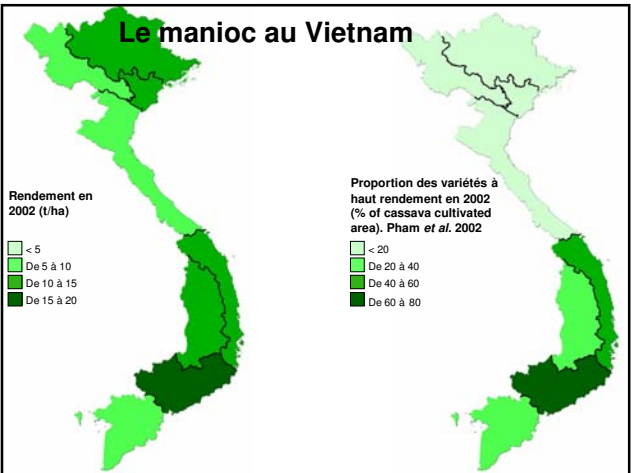 Le manioc au Vietnam
Rendement en
2002 (t/ha)
< 5
De 5 à 10
De 10 à 15
De 15 à 20
Proportion des variétés à
haut rendement en 2002
(% of cassava cultivated
area). Pham et al. 2002
< 20
De 20 à 40
De 40 à 60
De 60 à 80